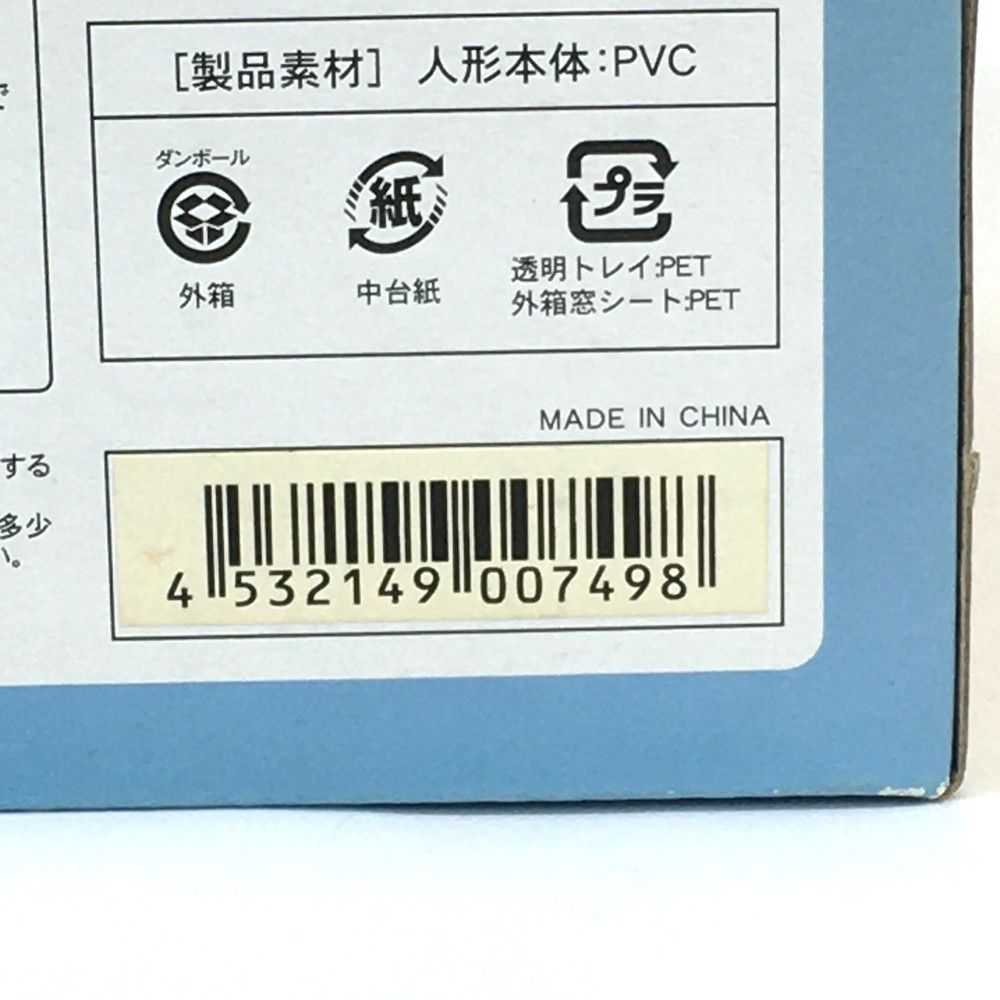 で
[製品素材] 人形本体:PVC
ダンボール
紙
プラ
外箱
中台紙
透明トレイ:PET
外箱窓シート:PET
MADE IN CHINA
する
多少
い。
4 532149 007498